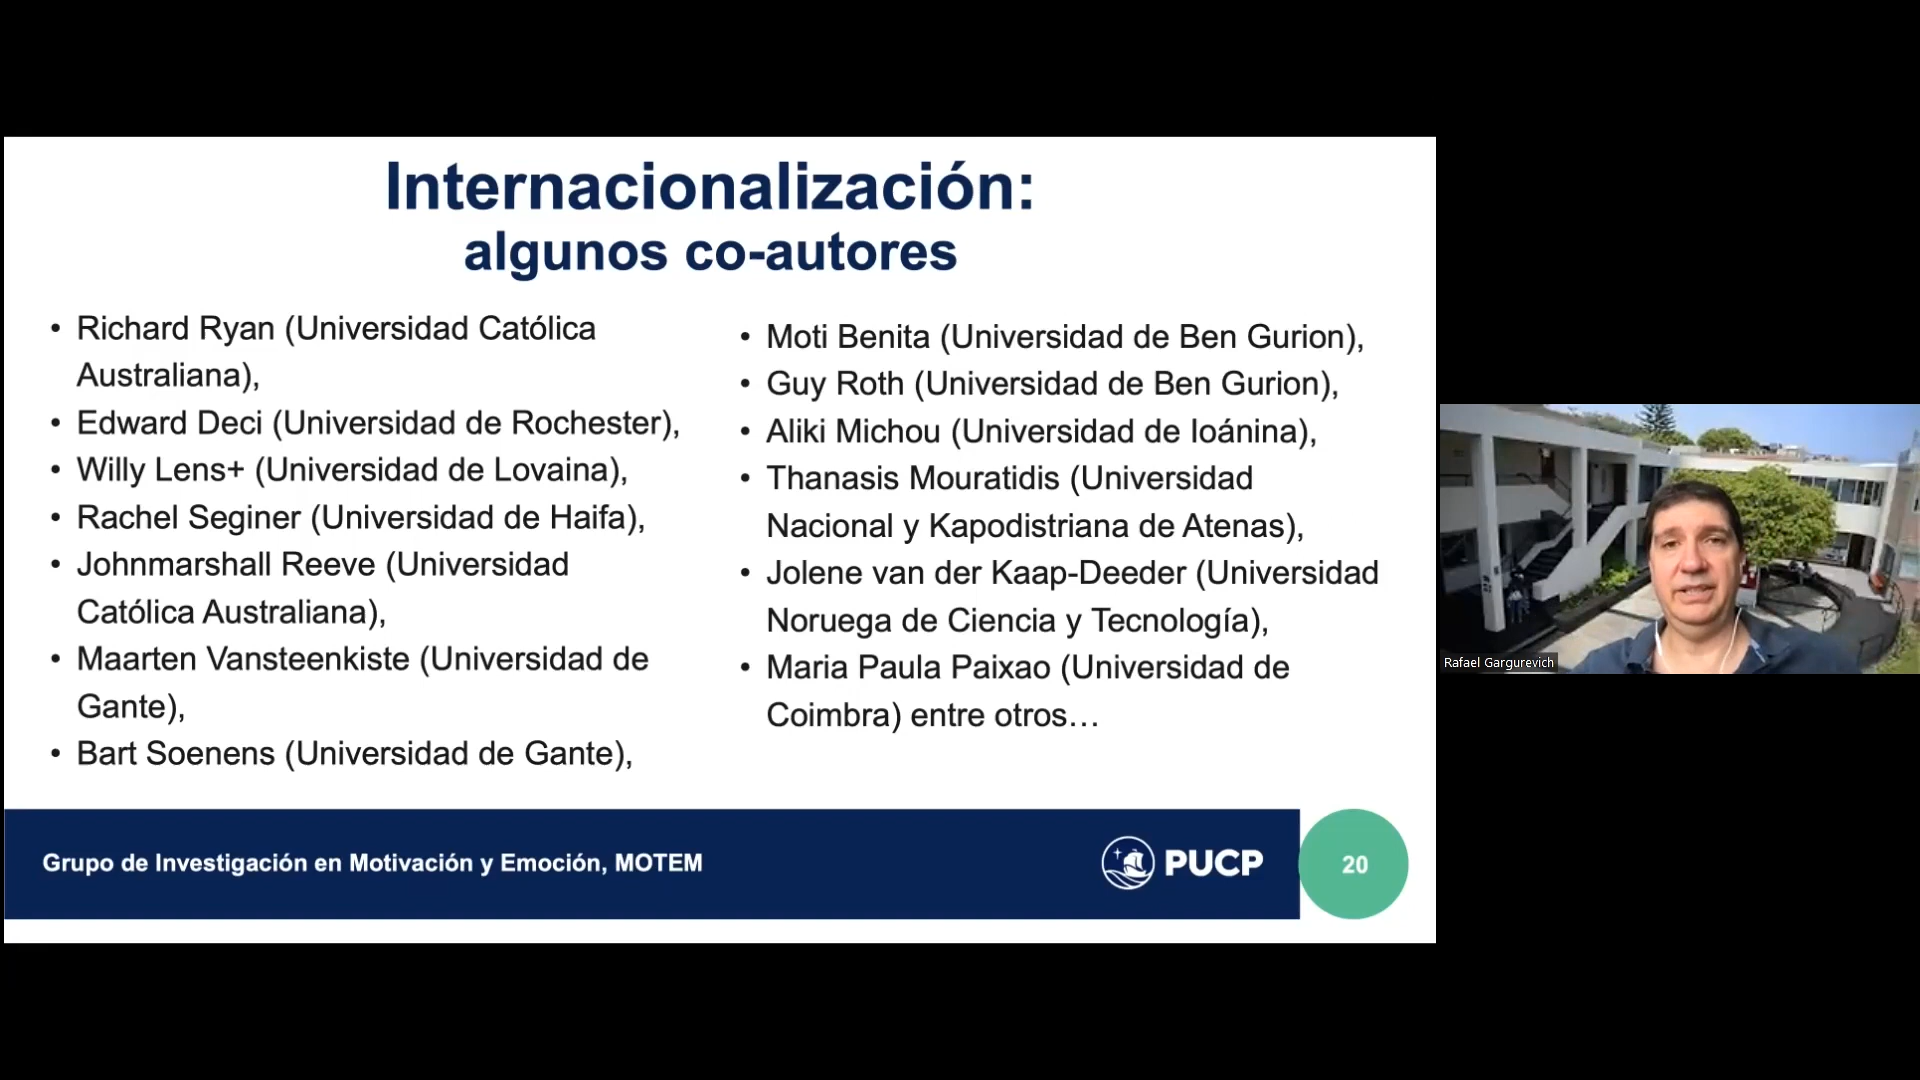 Internacionalización:
algunos co-autores
• Richard Ryan (Universidad Católica
Australiana),
• Edward Deci (Universidad de Rochester),
• Willy Lens+ (Universidad de Lovaina),
• Rachel Seginer (Universidad de Haifa),
• Johnmarshall Reeve (Universidad
Católica Australiana),
• Maarten Vansteenkiste (Universidad de
Gante),
• Bart Soenens (Universidad de Gante),
• Moti Benita (Universidad de Ben Gurion),
• Guy Roth (Universidad de Ben Gurion),
• Aliki Michou (Universidad de Ioánina),
• Thanasis Mouratidis (Universidad
Nacional y Kapodistriana de Atenas),
• Jolene van der Kaap-Deeder (Universidad
Noruega de Ciencia y Tecnología),
• Maria Paula Paixao (Universidad de
Coimbra) entre otros…
Grupo de Investigación en Motivación y Emoción, MOTEM
PUCP
20
Rafael Gargurevich